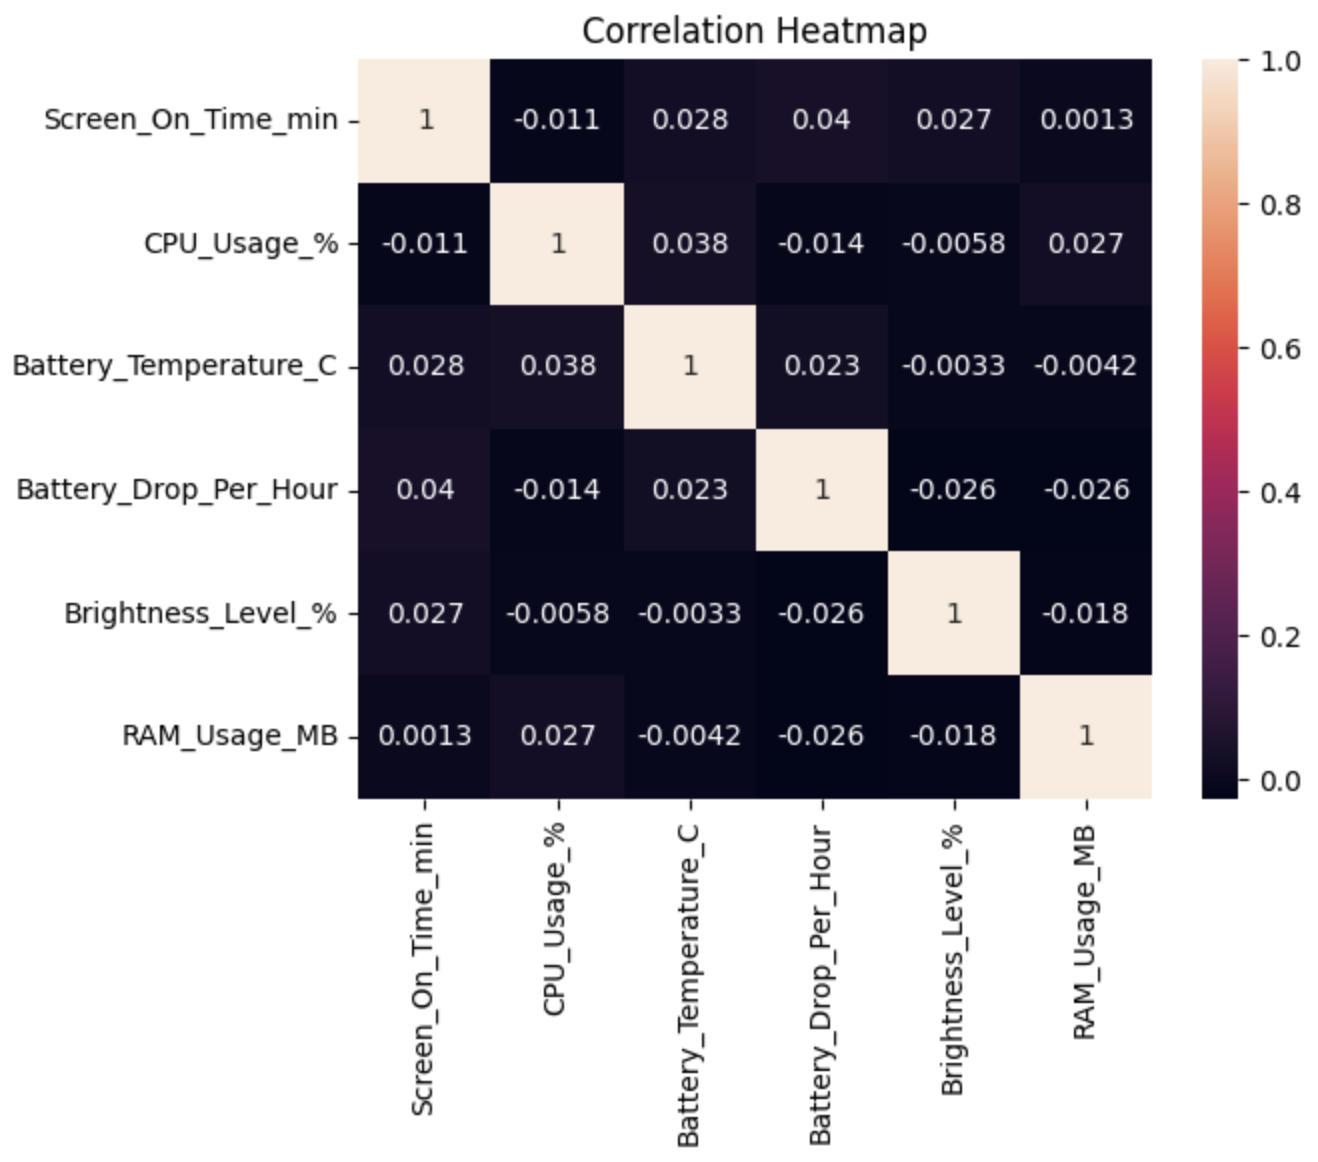 Correlation Heatmap
Screen_On_Time_min 1 -0.011 0.028 0.04 0.027 0.0013
CPU_Usage_% -0.011 1 0.038 -0.014 -0.0058 0.027
Battery_Temperature_C 0.028 0.038 1 0.023 -0.0033 -0.0042
Battery_Drop_Per_Hour 0.04 -0.014 0.023 1 -0.026 -0.026
Brightness_Level_% 0.027 -0.0058 -0.0033 -0.026 1 -0.018
RAM_Usage_MB 0.0013 0.027 -0.0042 -0.026 -0.018 1
Screen_On_Time_min
CPU_Usage_%
Battery_Temperature_C
Battery_Drop_Per_Hour
Brightness_Level_%
RAM_Usage_MB
1.0
0.8
0.6
0.4
0.2
0.0